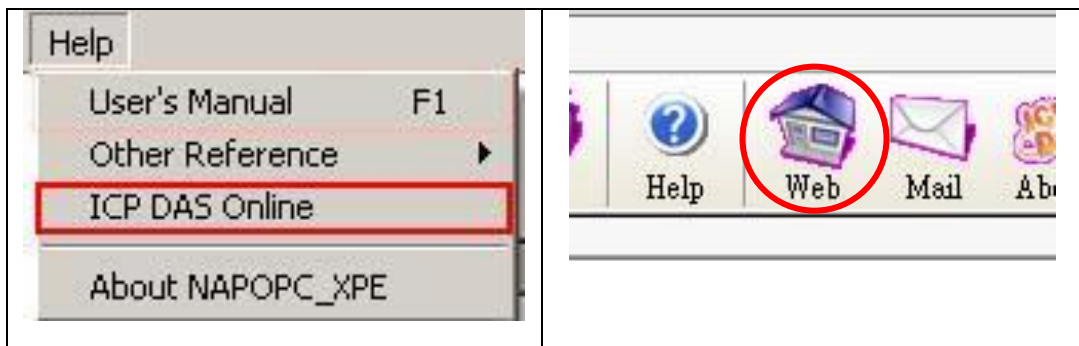 Help
User's Manual F1
Other Reference
ICP DAS Online
About NAPOPC_XPE
Help Web Mail